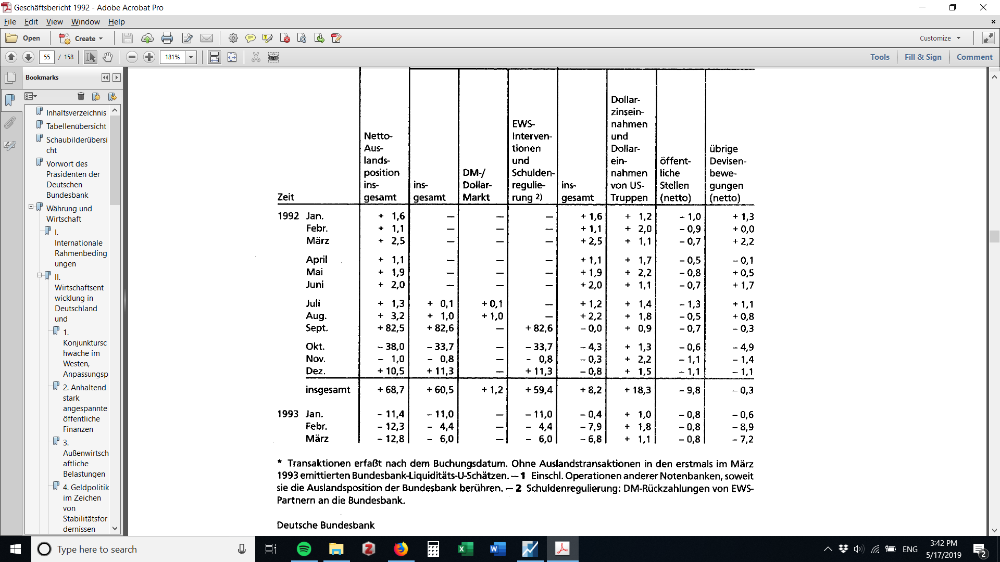 Geschäftsbericht 1992 - Adobe Acrobat Pro
File Edit View Window Help
Open Create Customize
55 / 158 181% Tools Fill & Sign Comment
Bookmarks
Inhaltsverzeichnis
Tabellenübersicht
Schaubilderübersi
cht
Vorwort des
Präsidenten der
Deutschen
Bundesbank
Währung und
Wirtschaft
I.
Internationale
Rahmenbeding
ungen
II.
Wirtschaftsent
wicklung in
Deutschland
und
1.
Konjunktursc
hwäche im
Westen,
Anpassungsp
2. Anhaltend
stark
angespannte
öffentliche
Finanzen
3.
Außenwirtsch
aftliche
Belastungen
4. Geldpolitik
im Zeichen
von
Stabilitätsfor
dernissen
Zeit
Netto-
Aus-
lands-
position
ins-
gesamt
ins-
gesamt
DM-/
Dollar-
Markt
EWS-
Interven-
tionen
und
Schulden-
regulie-
rung 2)
ins-
gesamt
Dollar-
zinsein-
nahmen
und
Dollar-
ein-
nahmen
von US-
Truppen
öffent-
liche
Stellen
(netto)
übrige
Devisen-
bewe-
gungen
(netto)
1992 Jan. + 1,6 — — — + 1,6 + 1,2 - 1,0 + 1,3
Febr. + 1,1 — — — + 1,1 + 2,0 - 0,9 + 0,0
März + 2,5 — — — + 2,5 + 1,1 - 0,7 + 2,2
April + 1,1 — — — + 1,1 + 1,7 - 0,5 - 0,1
Mai + 1,9 — — — + 1,9 + 2,2 - 0,8 + 0,5
Juni + 2,0 — — — + 2,0 + 1,1 - 0,7 + 1,7
Juli + 1,3 + 0,1 + 0,1 — + 1,2 + 1,4 - 1,3 + 1,1
Aug. + 3,2 + 1,0 + 1,0 — + 2,2 + 1,8 - 0,5 + 0,8
Sept. + 82,5 + 82,6 — + 82,6 - 0,0 + 0,9 - 0,7 - 0,3
Okt. - 38,0 - 33,7 — - 33,7 - 4,3 + 1,3 - 0,6 - 4,9
Nov. - 1,0 - 0,8 — - 0,8 - 0,3 + 2,2 - 1,1 - 1,4
Dez. + 10,5 + 11,3 — + 11,3 - 0,8 + 1,5 - 1,1 - 1,1
insgesamt + 68,7 + 60,5 + 1,2 + 59,4 + 8,2 + 18,3 - 9,8 - 0,3
1993 Jan. - 11,4 - 11,0 — - 11,0 - 0,4 + 1,0 - 0,8 - 0,6
Febr. - 12,3 - 4,4 — - 4,4 - 7,9 + 1,8 - 0,8 - 8,9
März - 12,8 - 6,0 — - 6,0 - 6,8 + 1,1 - 0,8 - 7,2
* Transaktionen erfaßt nach dem Buchungsdatum. Ohne Auslandstransaktionen in den erstmals im März
1993 emittierten Bundesbank-Liquiditäts-U-Schätzen. — 1 Einschl. Operationen anderer Notenbanken, soweit
sie die Auslandsposition der Bundesbank berühren. — 2 Schuldenregulierung: DM-Rückzahlungen von EWS-
Partnern an die Bundesbank.
Deutsche Bundesbank
Type here to search
ENG
3:42 PM
5/17/2019
2